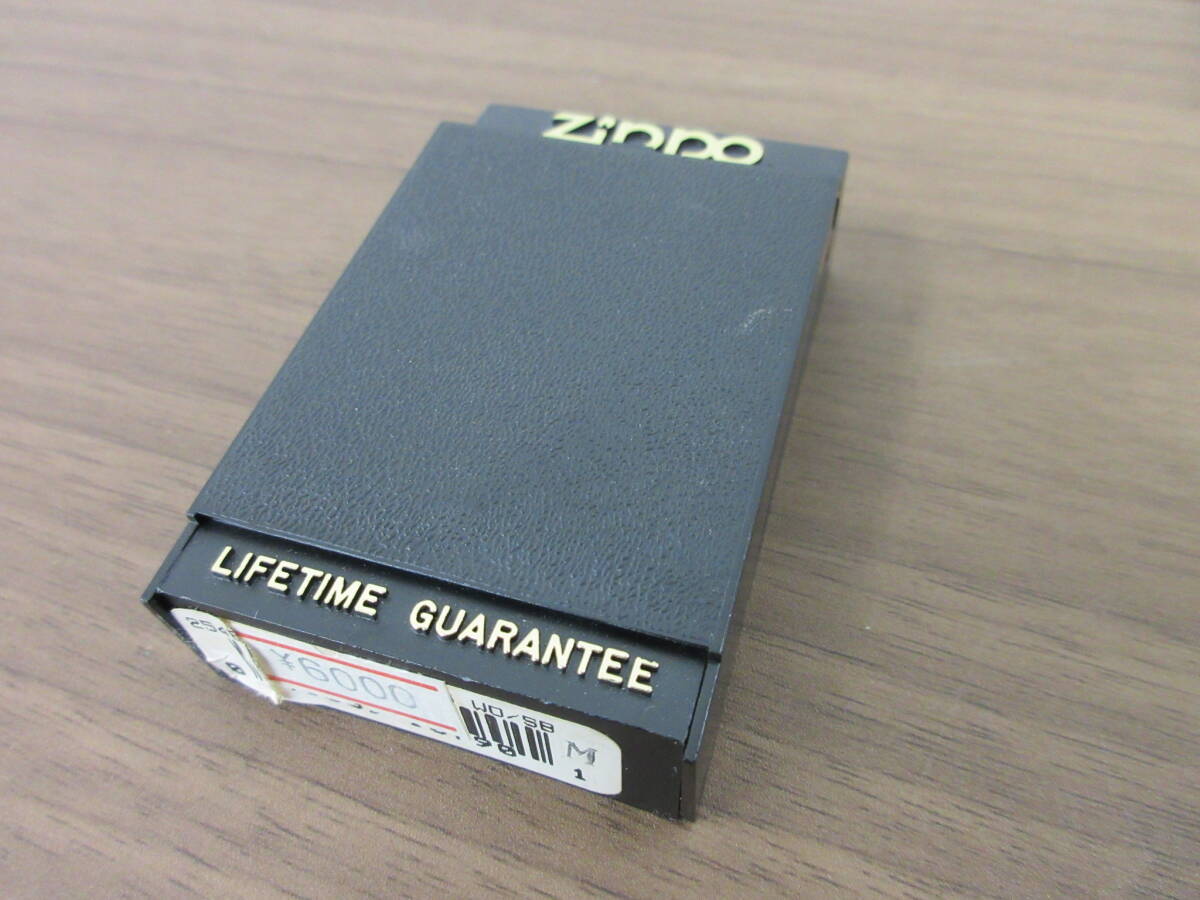 Zippo
LIFETIME GUARANTEE
¥6000
WO/SB
M
1